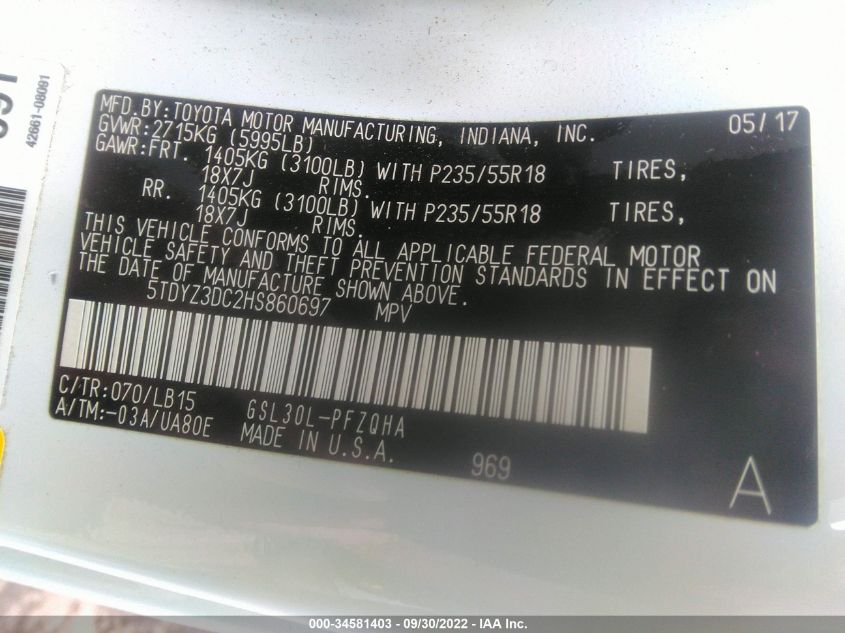 42661-08091
MFD.BY:TOYOTA MOTOR MANUFACTURING, INDIANA, INC. 05/17
GVWR:2715KG (5995LB)
GAWR:FRT. 1405KG (3100LB) WITH P235/55R18 TIRES,
18X7J RIMS.
RR. 1405KG (3100LB) WITH P235/55R18 TIRES,
18X7J RIMS.
THIS VEHICLE CONFORMS TO ALL APPLICABLE FEDERAL MOTOR
VEHICLE SAFETY AND THEFT PREVENTION STANDARDS IN EFFECT ON
THE DATE OF MANUFACTURE SHOWN ABOVE.
5TDYZ3DC2HS860697 MPV
C/TR:070/LB15 GSL30L-PFZQHA
A/TM:-03A/UA80E MADE IN U.S.A.
969
A
000-34581403 - 09/30/2022 - IAA Inc.